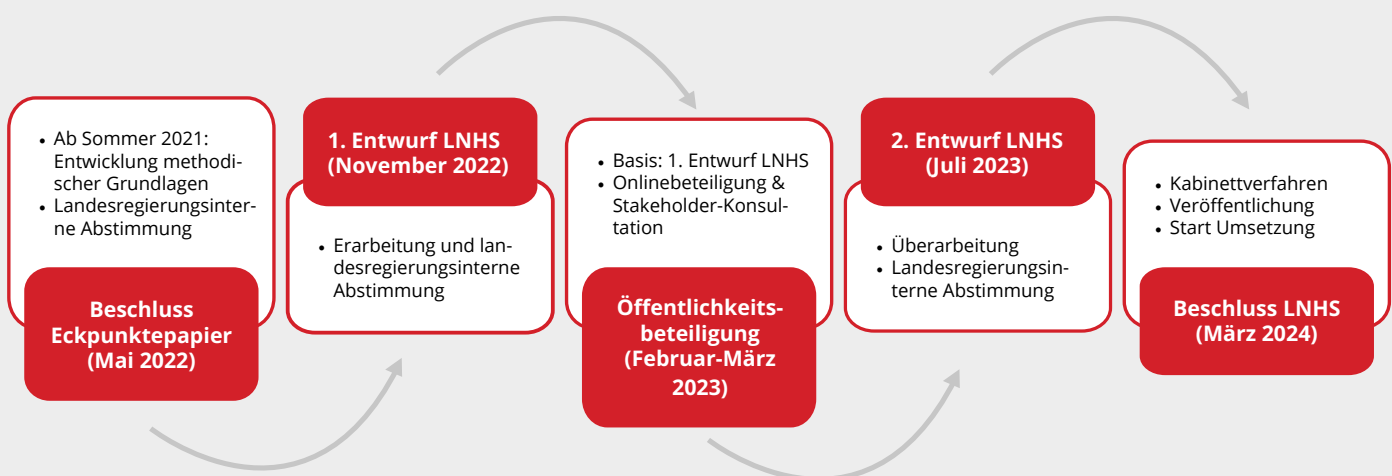 • Ab Sommer 2021:
Entwicklung methodi-
scher Grundlagen
• Landesregierungsinter-
ne Abstimmung
Beschluss
Eckpunktepapier
(Mai 2022)
1. Entwurf LNHS
(November 2022)
• Erarbeitung und lan-
desregierungsinterne
Abstimmung
• Basis: 1. Entwurf LNHS
• Onlinebeteiligung &
Stakeholder-Konsul-
tation
Öffentlichkeits-
beteiligung
(Februar-März
2023)
2. Entwurf LNHS
(Juli 2023)
• Überarbeitung
• Landesregierungsin-
terne Abstimmung
• Kabinettverfahren
• Veröffentlichung
• Start Umsetzung
Beschluss LNHS
(März 2024)